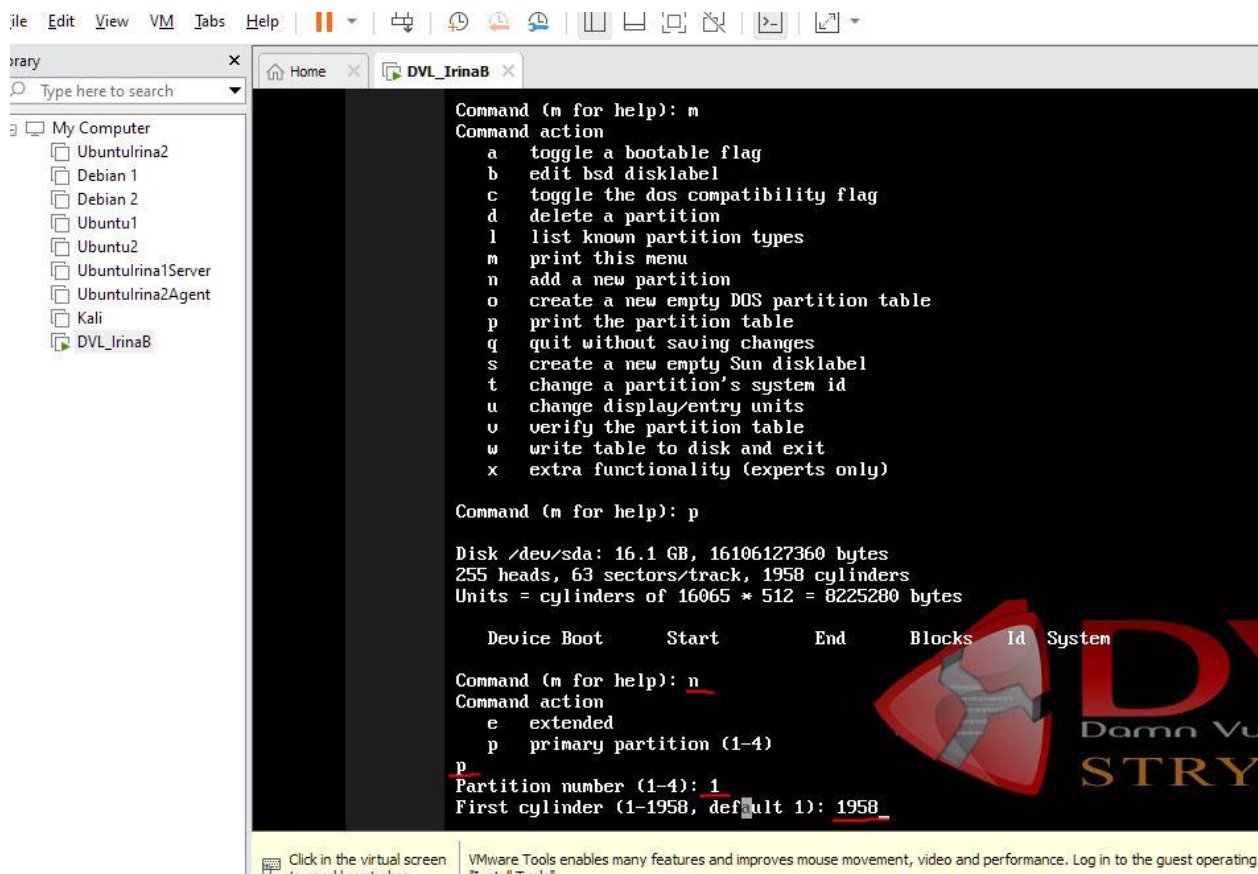 File Edit View VM Tabs Help
Library
Type here to search
Home
DVL_IrinaB
My Computer
UbuntuIrina2
Debian 1
Debian 2
Ubuntu1
Ubuntu2
UbuntuIrina1Server
UbuntuIrina2Agent
Kali
DVL_IrinaB
Command (m for help): m
Command action
a toggle a bootable flag
b edit bsd disklabel
c toggle the dos compatibility flag
d delete a partition
l list known partition types
m print this menu
n add a new partition
o create a new empty DOS partition table
p print the partition table
q quit without saving changes
s create a new empty Sun disklabel
t change a partition's system id
u change display/entry units
v verify the partition table
w write table to disk and exit
x extra functionality (experts only)
Command (m for help): p
Disk /dev/sda: 16.1 GB, 16106127360 bytes
255 heads, 63 sectors/track, 1958 cylinders
Units = cylinders of 16065 * 512 = 8225280 bytes
Device Boot Start End Blocks Id System
Command (m for help): n
Command action
e extended
p primary partition (1-4)
p
Partition number (1-4): 1
First cylinder (1-1958, default 1): 1958_
DV
Damn Vu
STRY
Click in the virtual screen
VMware Tools enables many features and improves mouse movement, video and performance. Log in to the guest operating